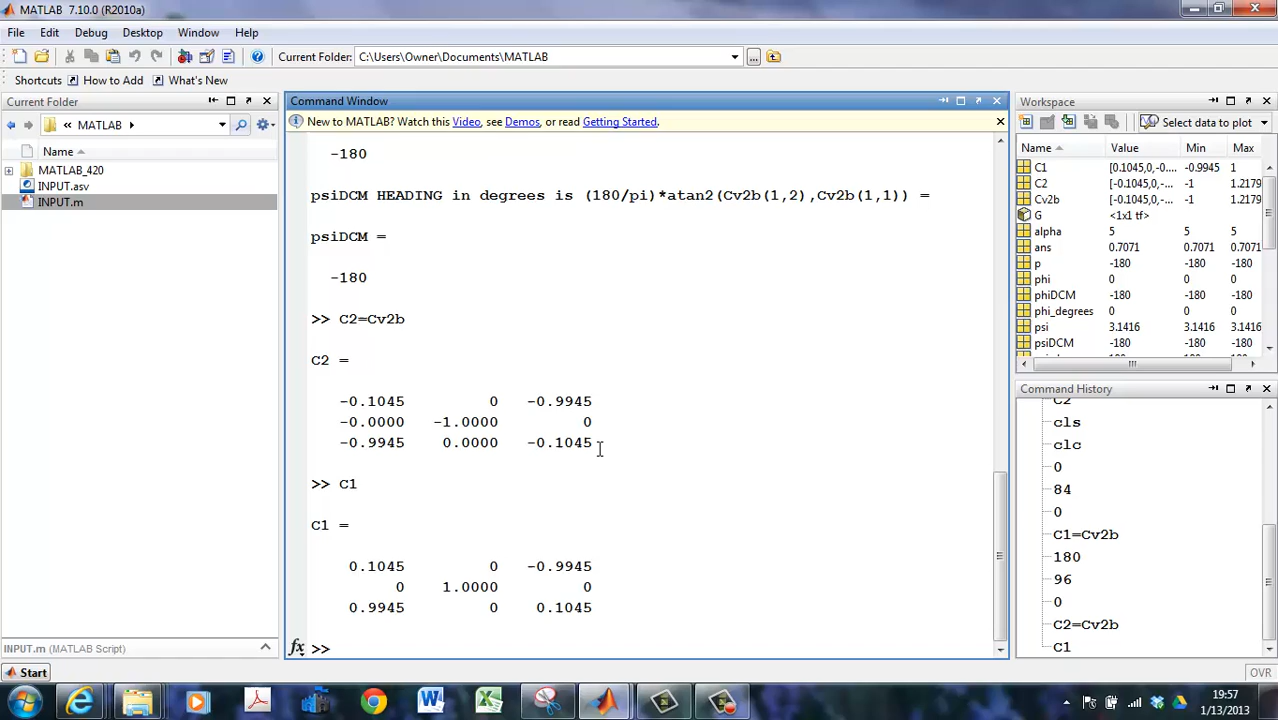 MATLAB 7.10.0 (R2010a)
File Edit Debug Desktop Window Help
Current Folder: C:\Users\Owner\Documents\MATLAB
Shortcuts How to Add What's New
Current Folder
« MATLAB
Name
MATLAB_420
INPUT.asv
INPUT.m
INPUT.m (MATLAB Script)
Command Window
New to MATLAB? Watch this Video, see Demos, or read Getting Started.
-180
psiDCM HEADING in degrees is (180/pi)*atan2(Cv2b(1,2),Cv2b(1,1)) =
psiDCM =
-180
>> C2=Cv2b
C2 =
-0.1045 0 -0.9945
-0.0000 -1.0000 0
-0.9945 0.0000 -0.1045
>> C1
C1 =
0.1045 0 -0.9945
0 1.0000 0
0.9945 0 0.1045
fx >>
Workspace
Select data to plot
Name Value Min Max
C1 [0.1045,0,-... -0.9945 1
C2 [-0.1045,0,-... -1 1.2179
Cv2b [-0.1045,0,-... -1 1.2179
G <1x1 tf>
alpha 5 5 5
ans 0.7071 0.7071 0.7071
p -180 -180 -180
phi 0 0 0
phiDCM -180 -180 -180
phi_degrees 0 0 0
psi 3.1416 3.1416 3.1416
psiDCM -180 -180 -180
Command History
C2
cls
clc
0
84
0
C1=Cv2b
180
96
0
C2=Cv2b
C1
Start
OVR
19:57
1/13/2013